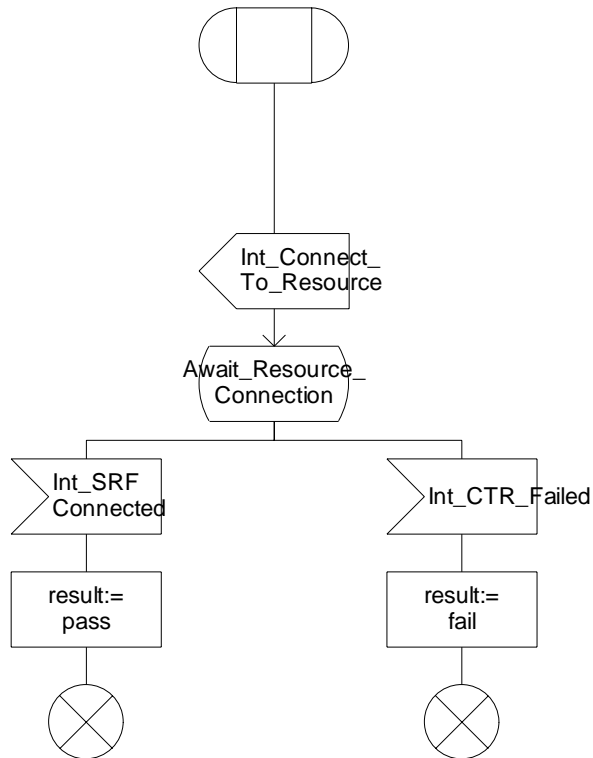 Int_Connect_
To_Resource
Await_Resource_
Connection
Int_SRF
Connected
Int_CTR_Failed
result:=
pass
result:=
fail